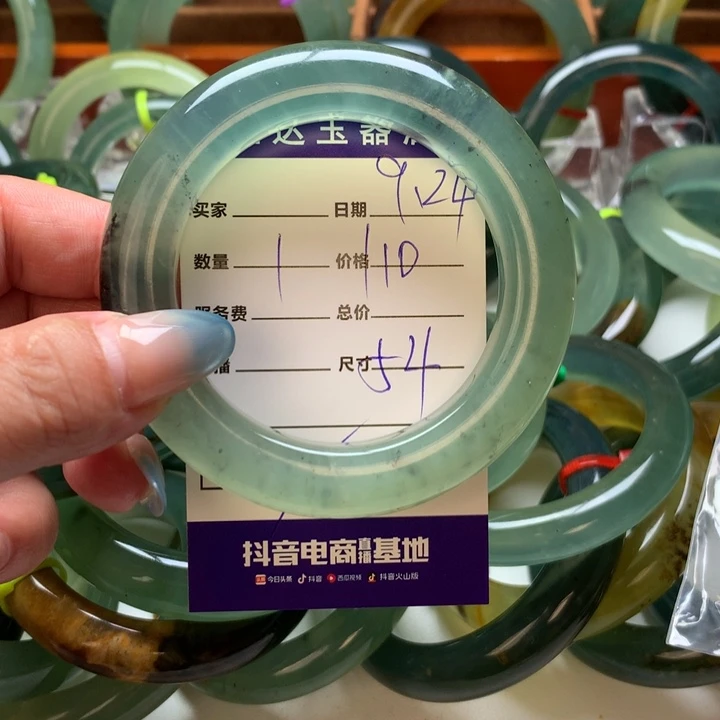 达玉器
买家 日期 9.24
数量 1 价格 110
服务费 总价
播 尺寸 54
抖音电商直播基地
今日头条 抖音 西瓜视频 抖音火山版